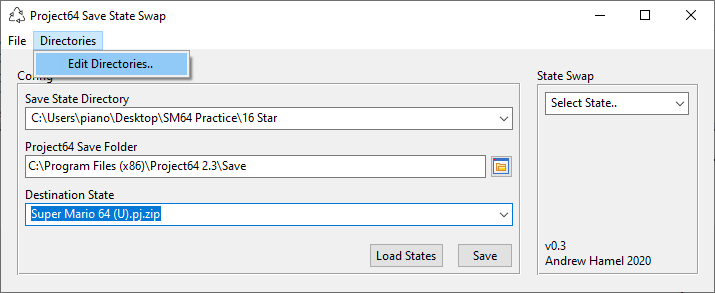 Project64 Save State Swap
File Directories
Edit Directories..
Config
Save State Directory
C:\Users\piano\Desktop\SM64 Practice\16 Star
Project64 Save Folder
C:\Program Files (x86)\Project64 2.3\Save
Destination State
Super Mario 64 (U).pj.zip
Load States Save
State Swap
Select State..
v0.3
Andrew Hamel 2020